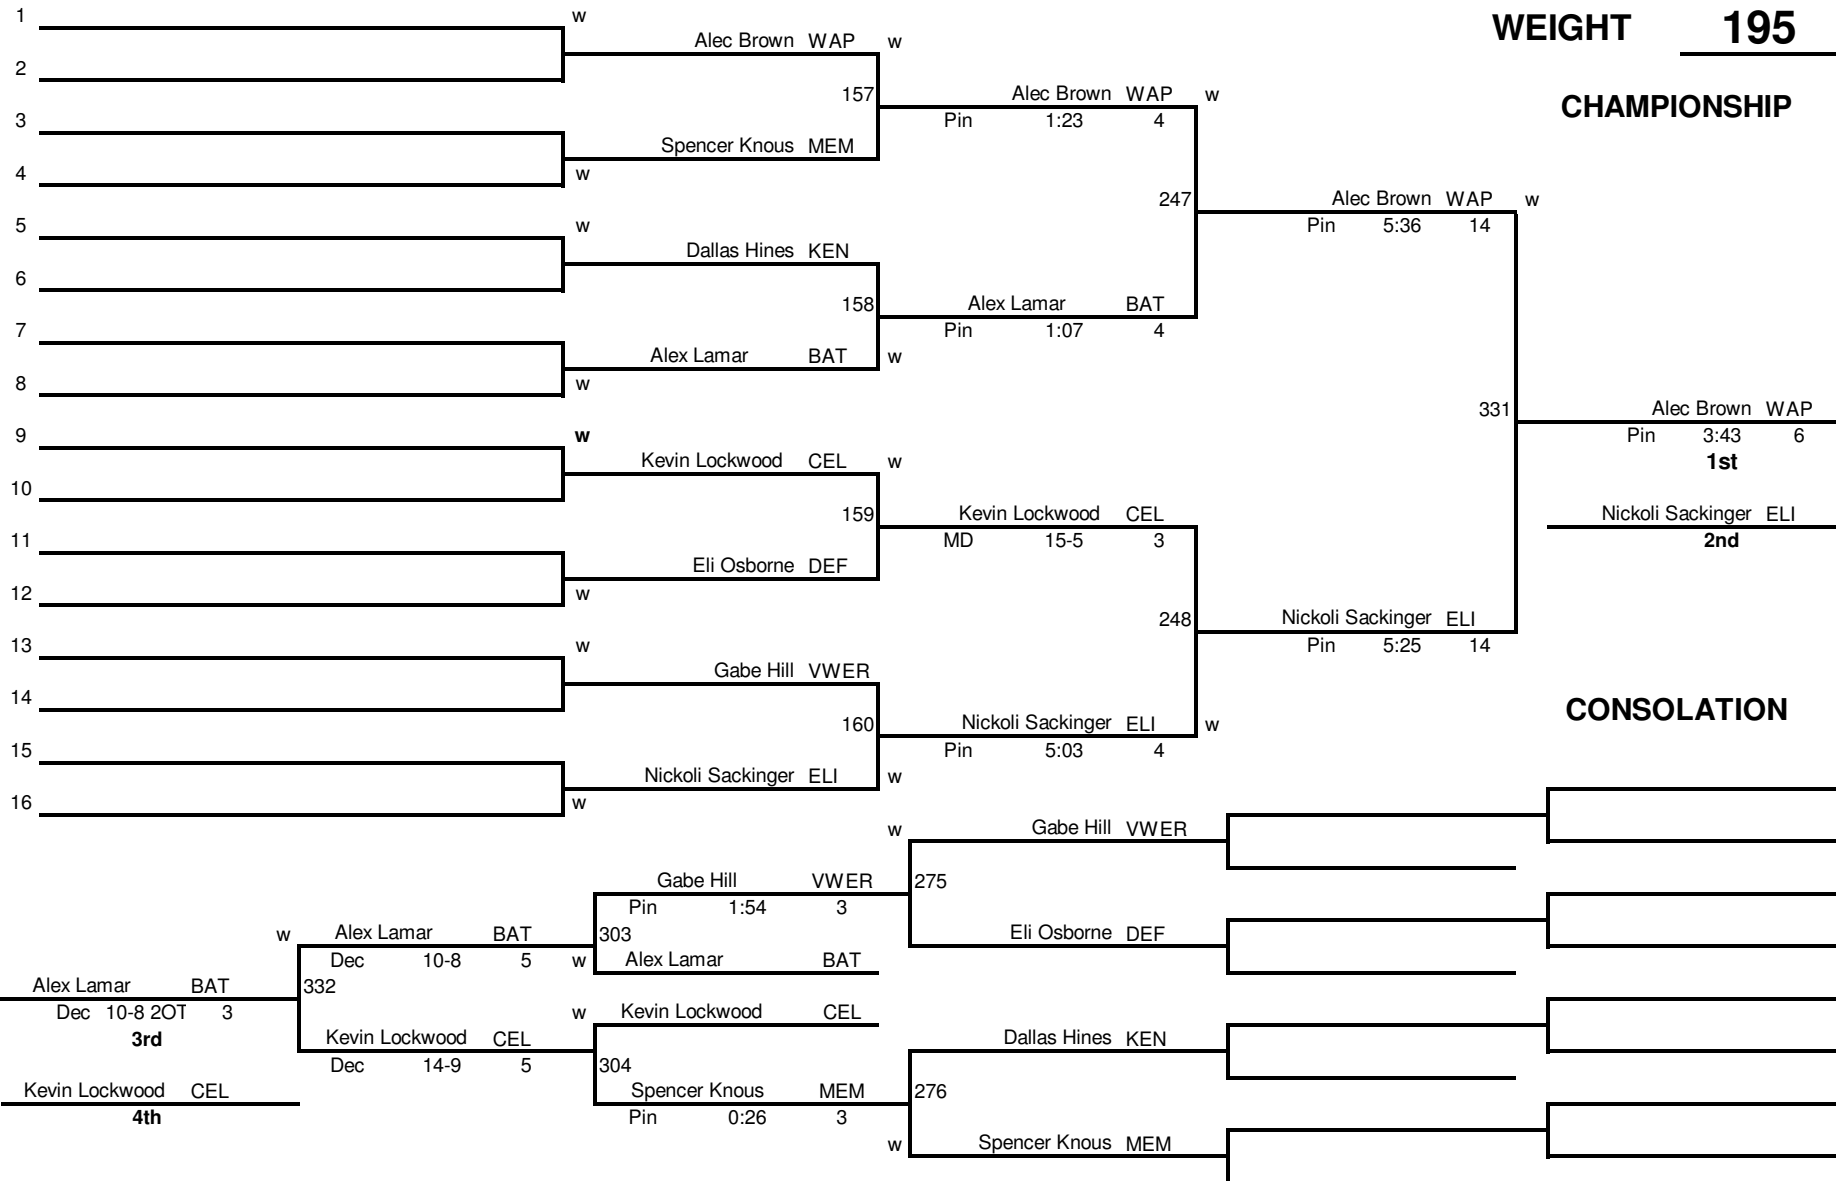 WEIGHT 195
CHAMPIONSHIP
1 w
Alec Brown WAP w
2
157
Alec Brown WAP w
Pin 1:23 4
3
Spencer Knous MEM
4 w
247
Alec Brown WAP w
Pin 5:36 14
5 w
Dallas Hines KEN
6
158
Alex Lamar BAT
Pin 1:07 4
7
Alex Lamar BAT w
8 w
331
Alec Brown WAP
Pin 3:43 6
1st
9 w
Kevin Lockwood CEL w
10
159
Kevin Lockwood CEL
MD 15-5 3
Nickoli Sackinger ELI
2nd
11
Eli Osborne DEF
12 w
248
Nickoli Sackinger ELI
Pin 5:25 14
13 w
Gabe Hill VWER
14
160
Nickoli Sackinger ELI w
Pin 5:03 4
15
Nickoli Sackinger ELI w
16 w
CONSOLATION
w Gabe Hill VWER
Gabe Hill VWER 275
Pin 1:54 3
w Alex Lamar BAT 303 Eli Osborne DEF
Dec 10-8 5 w Alex Lamar BAT
Alex Lamar BAT 332
Dec 10-8 2OT 3 w Kevin Lockwood CEL
3rd Kevin Lockwood CEL Dallas Hines KEN
Dec 14-9 5 304
Kevin Lockwood CEL Spencer Knous MEM 276
4th Pin 0:26 3
w Spencer Knous MEM